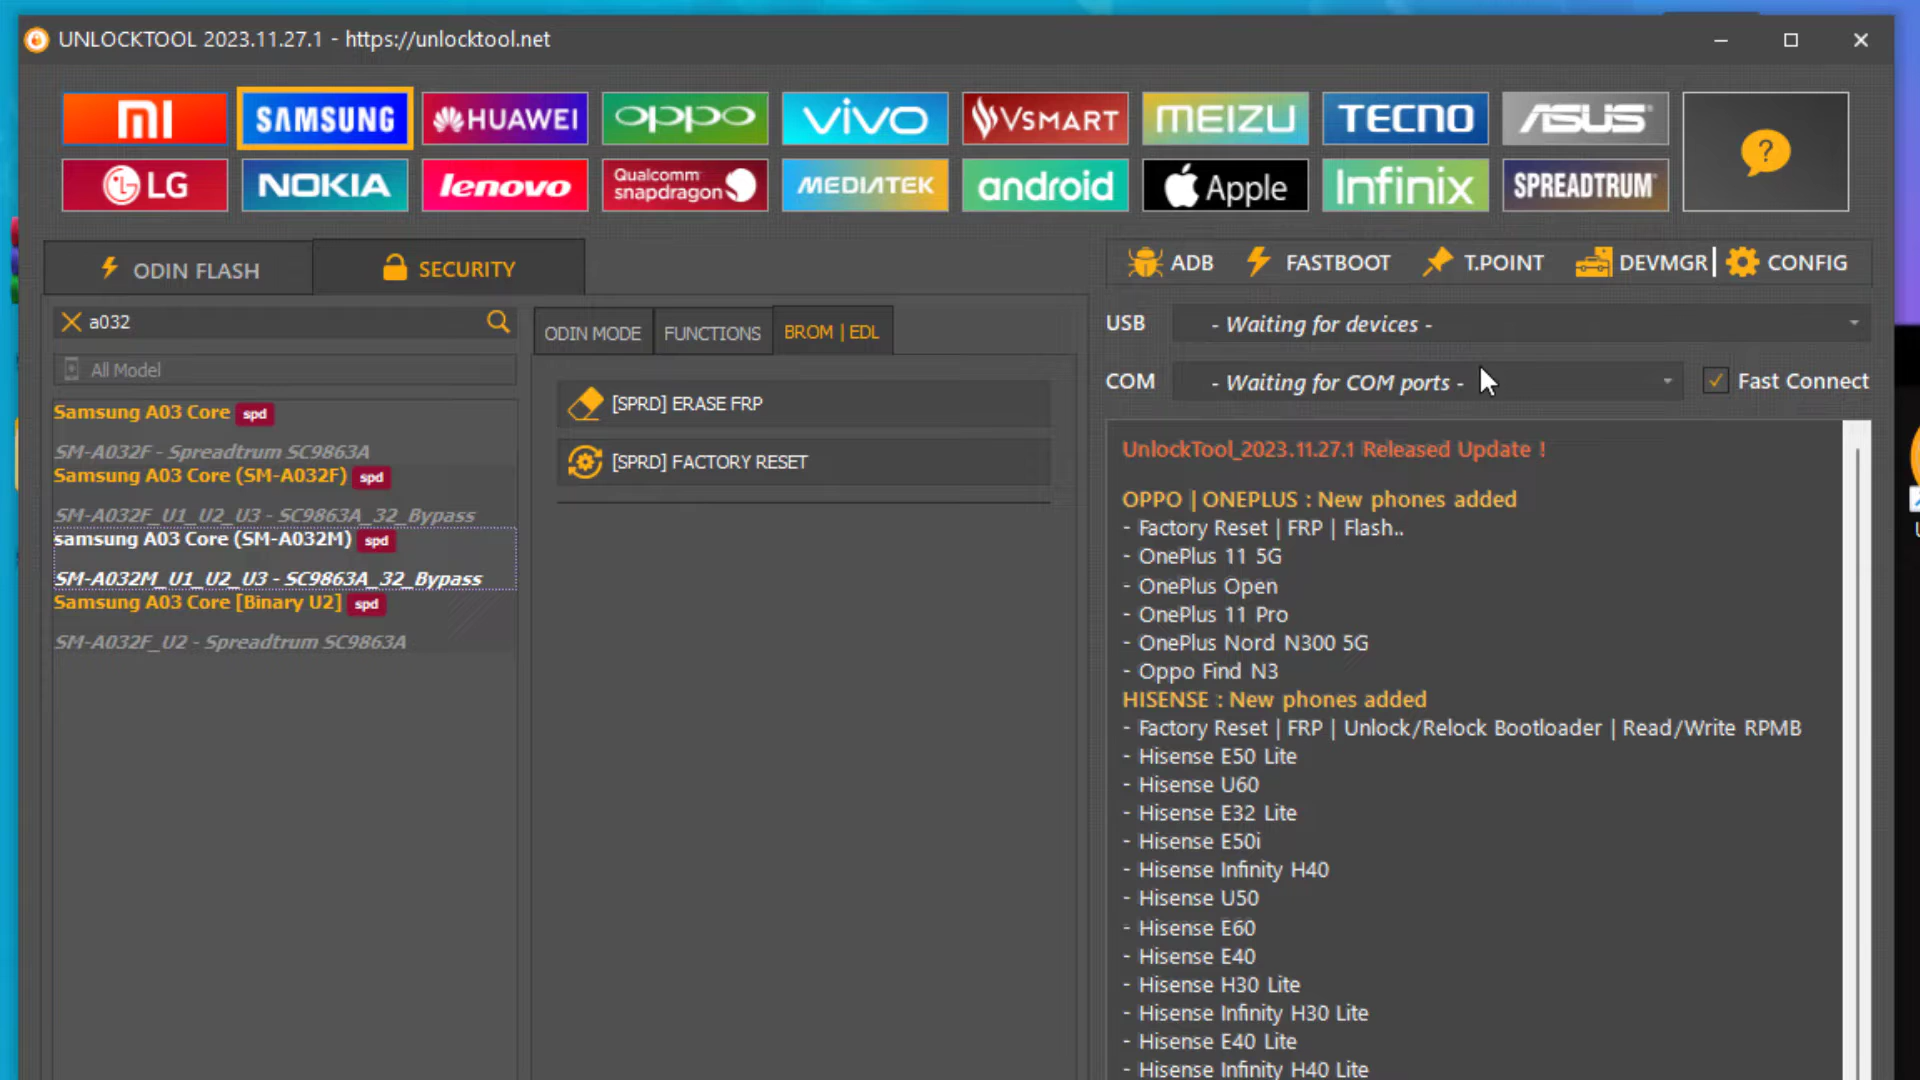 UNLOCKTOOL 2023.11.27.1 - https://unlocktool.net
SAMSUNG
HUAWEI
oppo
vivo
VSMART
MEIZU
TECNO
ASUS
?
LG
NOKIA
lenovo
Qualcomm
snapdragon
MEDIATEK
android
Apple
Infinix
SPREADTRUM
ODIN FLASH
SECURITY
ADB
FASTBOOT
T.POINT
DEVMGR
CONFIG
a032
All Model
Samsung A03 Core spd
SM-A032F - Spreadtrum SC9863A
Samsung A03 Core (SM-A032F) spd
SM-A032F_U1_U2_U3 - SC9863A_32_Bypass
samsung A03 Core (SM-A032M) spd
SM-A032M_U1_U2_U3 - SC9863A_32_Bypass
Samsung A03 Core [Binary U2] spd
SM-A032F_U2 - Spreadtrum SC9863A
ODIN MODE
FUNCTIONS
BROM | EDL
[SPRD] ERASE FRP
[SPRD] FACTORY RESET
USB - Waiting for devices -
COM - Waiting for COM ports - Fast Connect
UnlockTool_2023.11.27.1 Released Update !
OPPO | ONEPLUS : New phones added
- Factory Reset | FRP | Flash..
- OnePlus 11 5G
- OnePlus Open
- OnePlus 11 Pro
- OnePlus Nord N300 5G
- Oppo Find N3
HISENSE : New phones added
- Factory Reset | FRP | Unlock/Relock Bootloader | Read/Write RPMB
- Hisense E50 Lite
- Hisense U60
- Hisense E32 Lite
- Hisense E50i
- Hisense Infinity H40
- Hisense U50
- Hisense E60
- Hisense E40
- Hisense H30 Lite
- Hisense Infinity H30 Lite
- Hisense E40 Lite
- Hisense Infinity H40 Lite